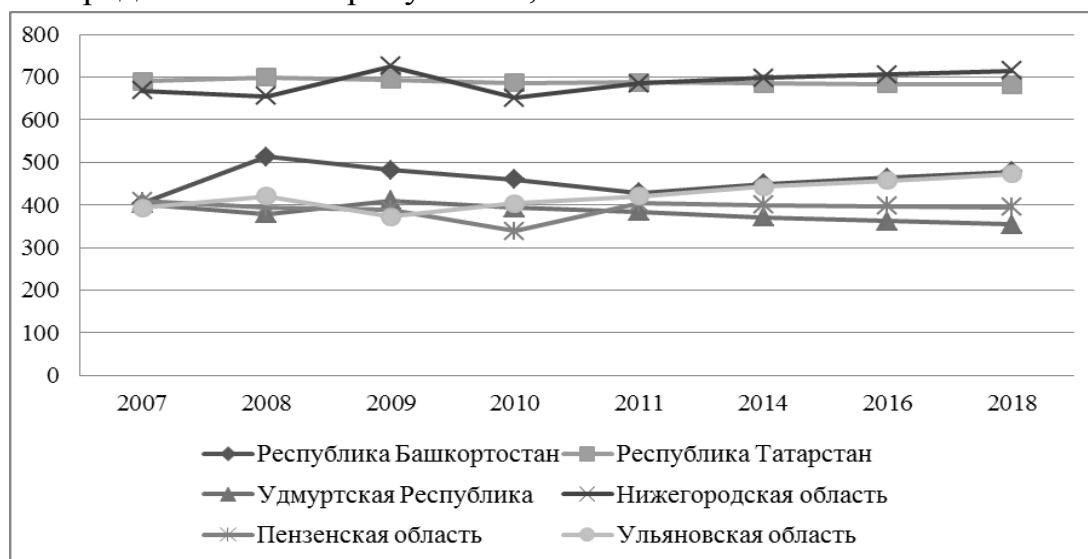 800
700
600
500
400
300
200
100
0
2007 2008 2009 2010 2011 2014 2016 2018
Республика Башкортостан Республика Татарстан
Удмуртская Республика Нижегородская область
Пензенская область Ульяновская область